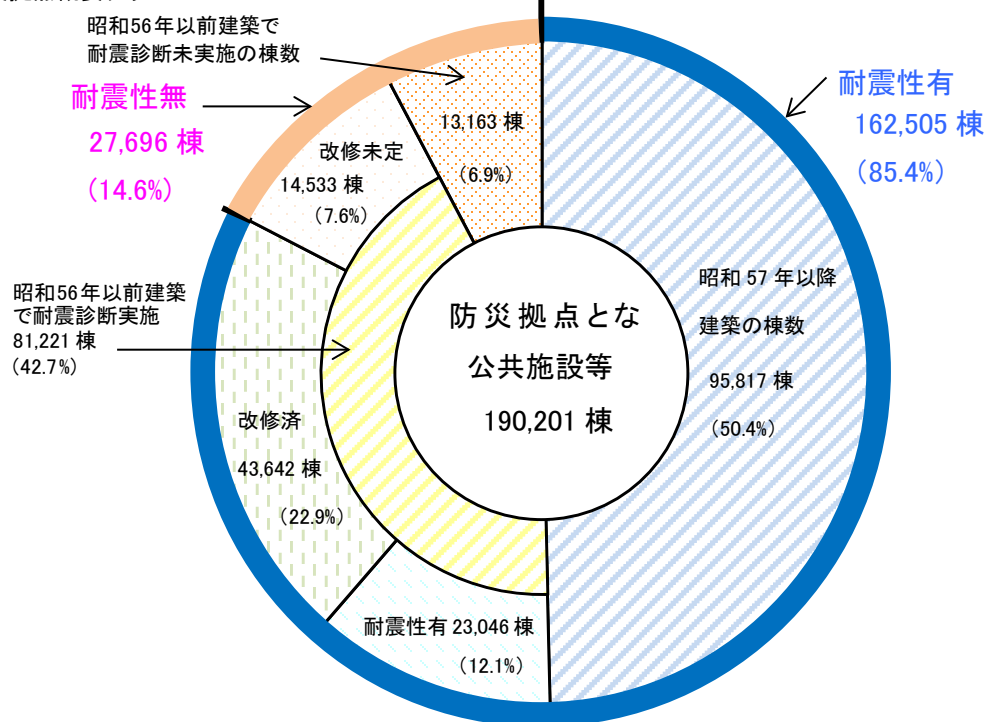 昭和56年以前建築で
耐震診断未実施の棟数
耐震性無
27,696 棟
(14.6%)
耐震性有
162,505 棟
(85.4%)
13,163 棟
(6.9%)
改修未定
14,533 棟
(7.6%)
昭和56年以前建築
で耐震診断実施
81,221 棟
(42.7%)
昭和 57 年以降
建築の棟数
95,817 棟
(50.4%)
防災拠点とな
公共施設等
190,201 棟
改修済
43,642 棟
(22.9%)
耐震性有 23,046 棟
(12.1%)